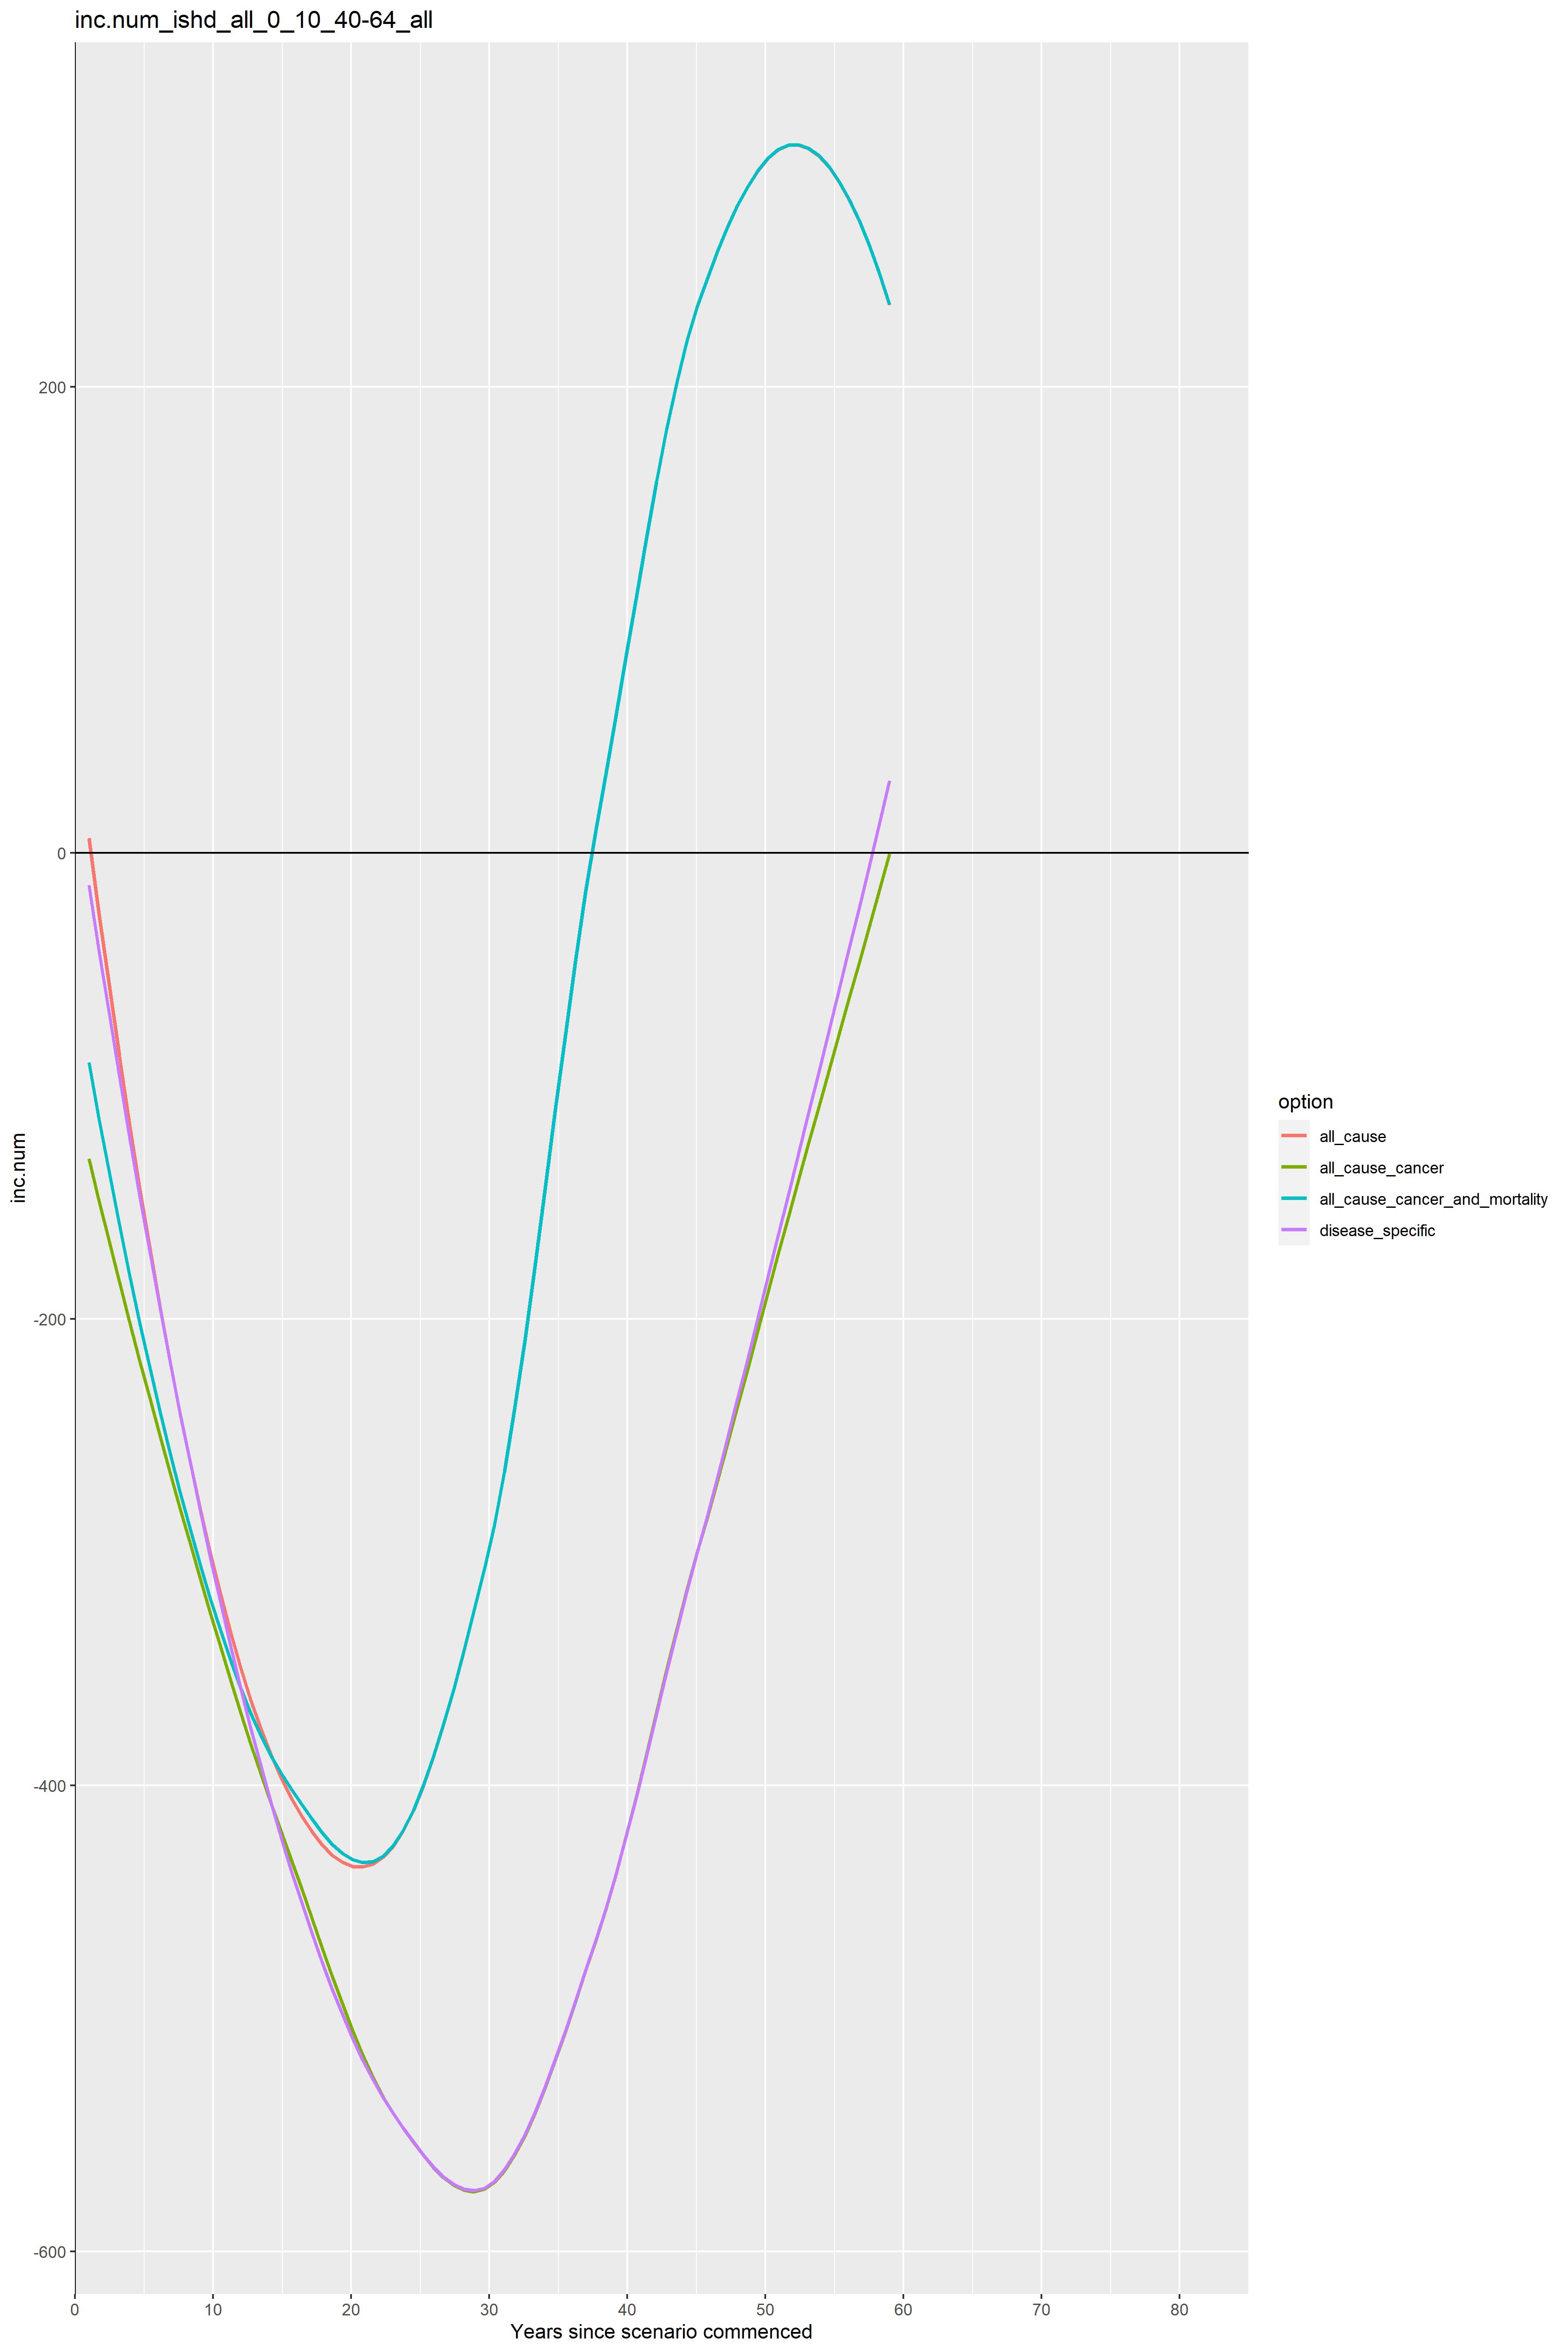 inc.num_ishd_all_0_10_40-64_all
200
0
-200
-400
-600
inc.num
0 10 20 30 40 50 60 70 80
Years since scenario commenced
option
all_cause
all_cause_cancer
all_cause_cancer_and_mortality
disease_specific